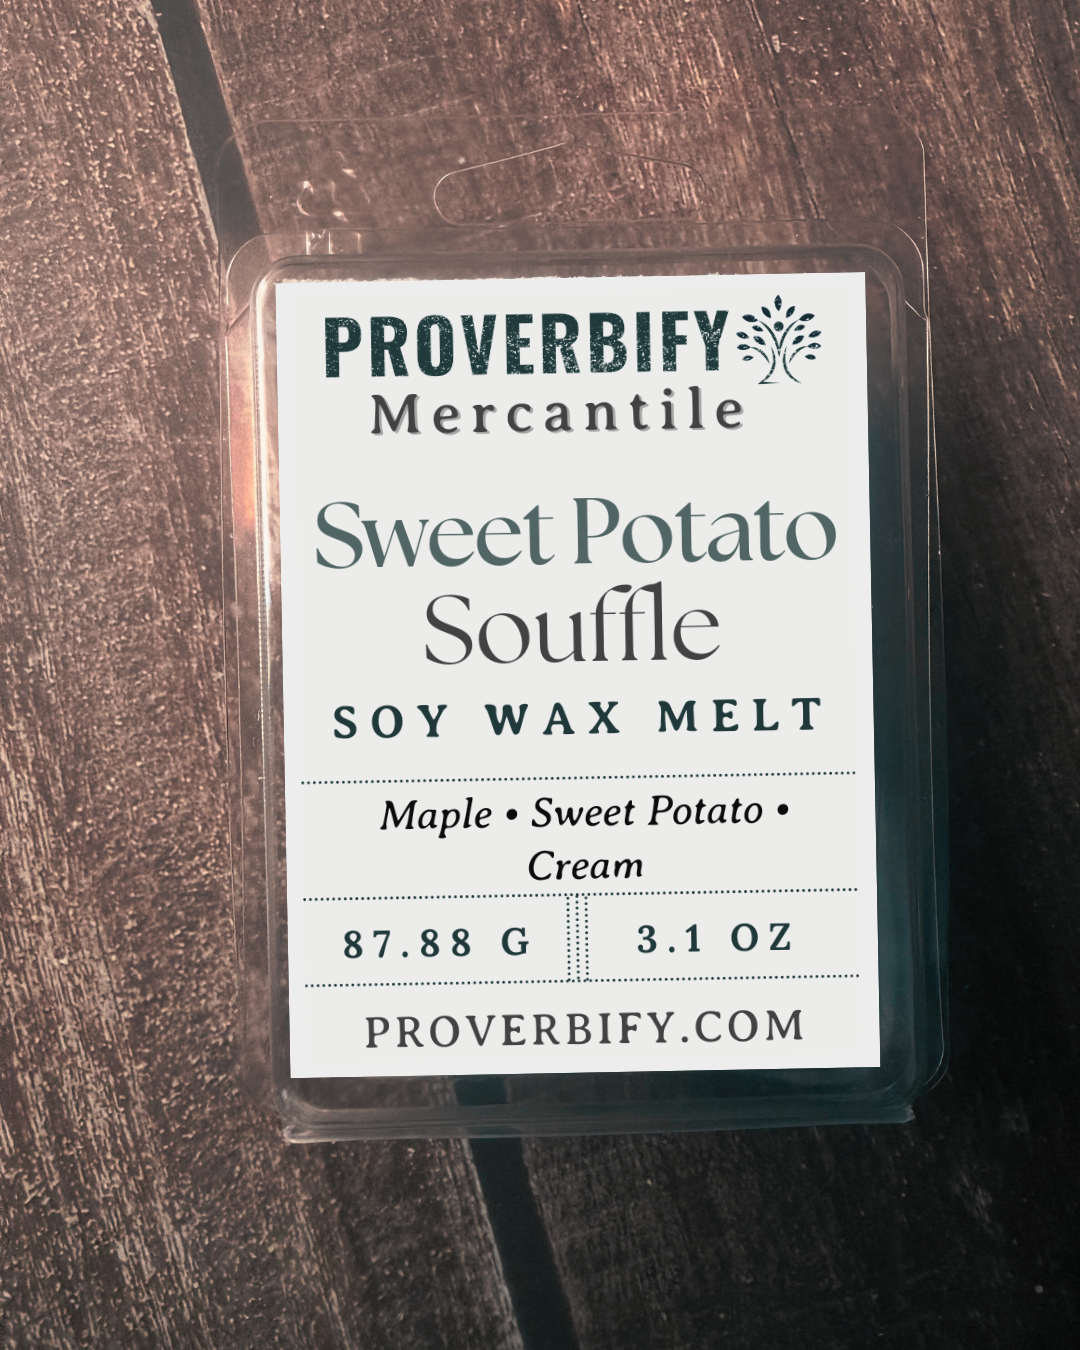 PROVERBIFY
Mercantile
Sweet Potato
Souffle
SOY WAX MELT
Maple • Sweet Potato •
Cream
87.88 G 3.1 OZ
PROVERBIFY.COM